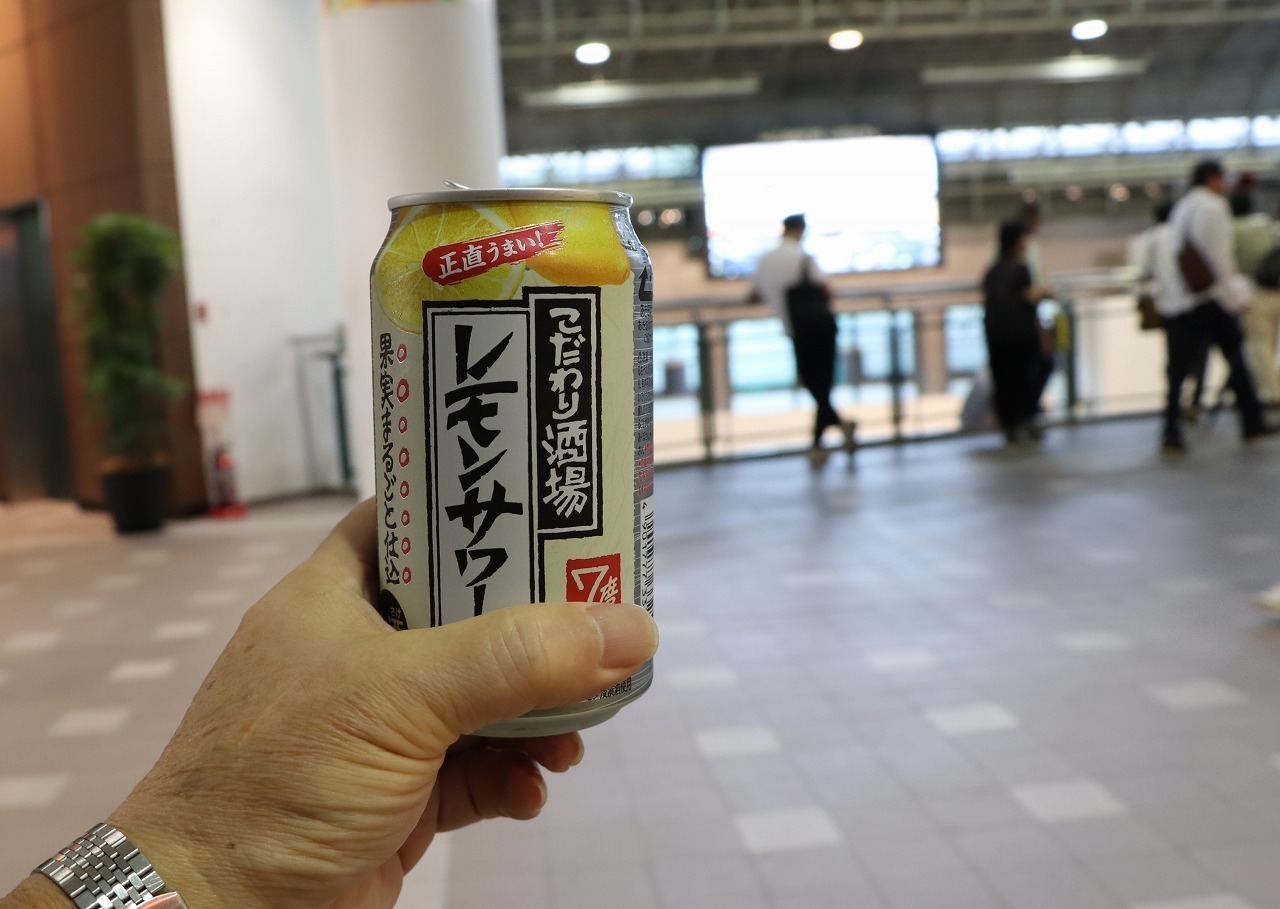 正直うまい!
こだわり酒場
レモンサワー
果実まるごと仕込
7度